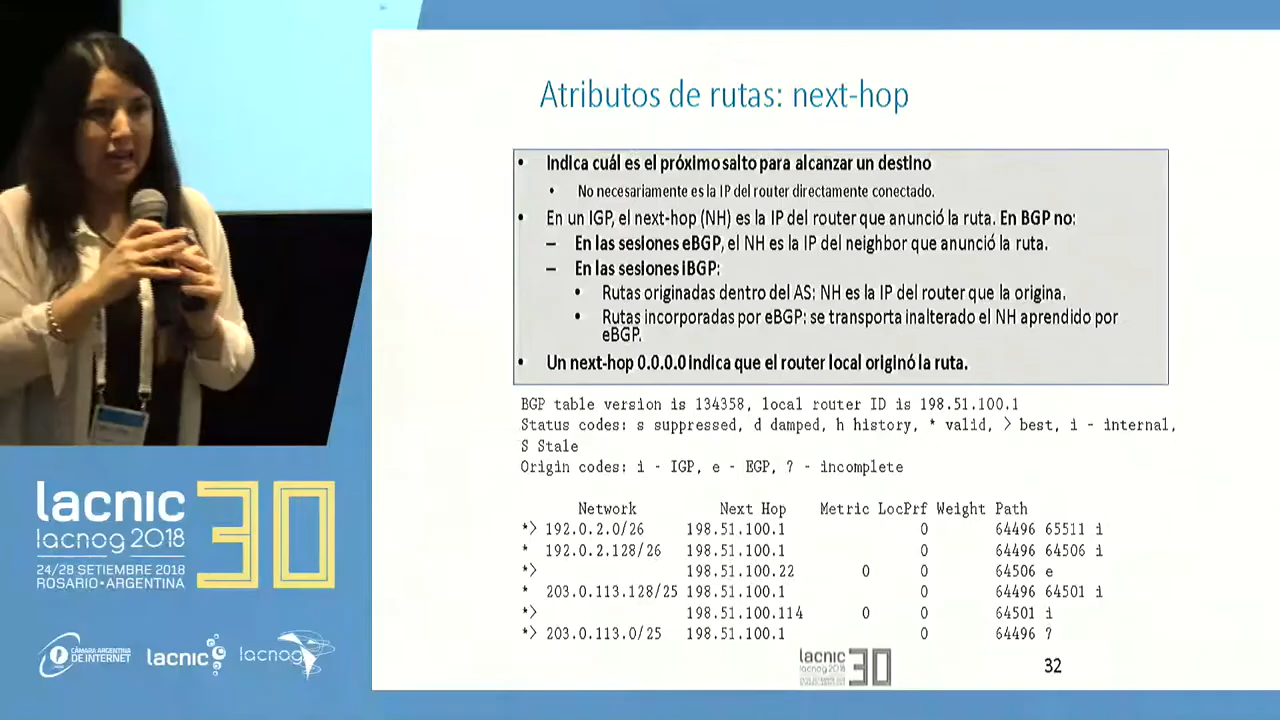 Atributos de rutas: next-hop
• Indica cuál es el próximo salto para alcanzar un destino
• No necesariamente es la IP del router directamente conectado.
• En un IGP, el next-hop (NH) es la IP del router que anunció la ruta. En BGP no:
– En las sesiones eBGP, el NH es la IP del neighbor que anunció la ruta.
– En las sesiones iBGP:
• Rutas originadas dentro del AS: NH es la IP del router que la origina.
• Rutas incorporadas por eBGP: se transporta inalterado el NH aprendido por
eBGP.
• Un next-hop 0.0.0.0 indica que el router local originó la ruta.
BGP table version is 134358, local router ID is 198.51.100.1
Status codes: s suppressed, d damped, h history, * valid, > best, i - internal,
S Stale
Origin codes: i - IGP, e - EGP, ? - incomplete
Network Next Hop Metric LocPrf Weight Path
*> 192.0.2.0/26 198.51.100.1 0 64496 65511 i
* 192.0.2.128/26 198.51.100.1 0 64496 64506 i
*> 198.51.100.22 0 0 64506 e
* 203.0.113.128/25 198.51.100.1 0 64496 64501 i
*> 198.51.100.114 0 0 64501 i
*> 203.0.113.0/25 198.51.100.1 0 64496 ?
lacnic 30
lacnog 2018
32
lacnic 30
lacnog 2018
24/28 SETIEMBRE 2018
ROSARIO•ARGENTINA
CÁMARA ARGENTINA
DE INTERNET
lacnic
lacnog